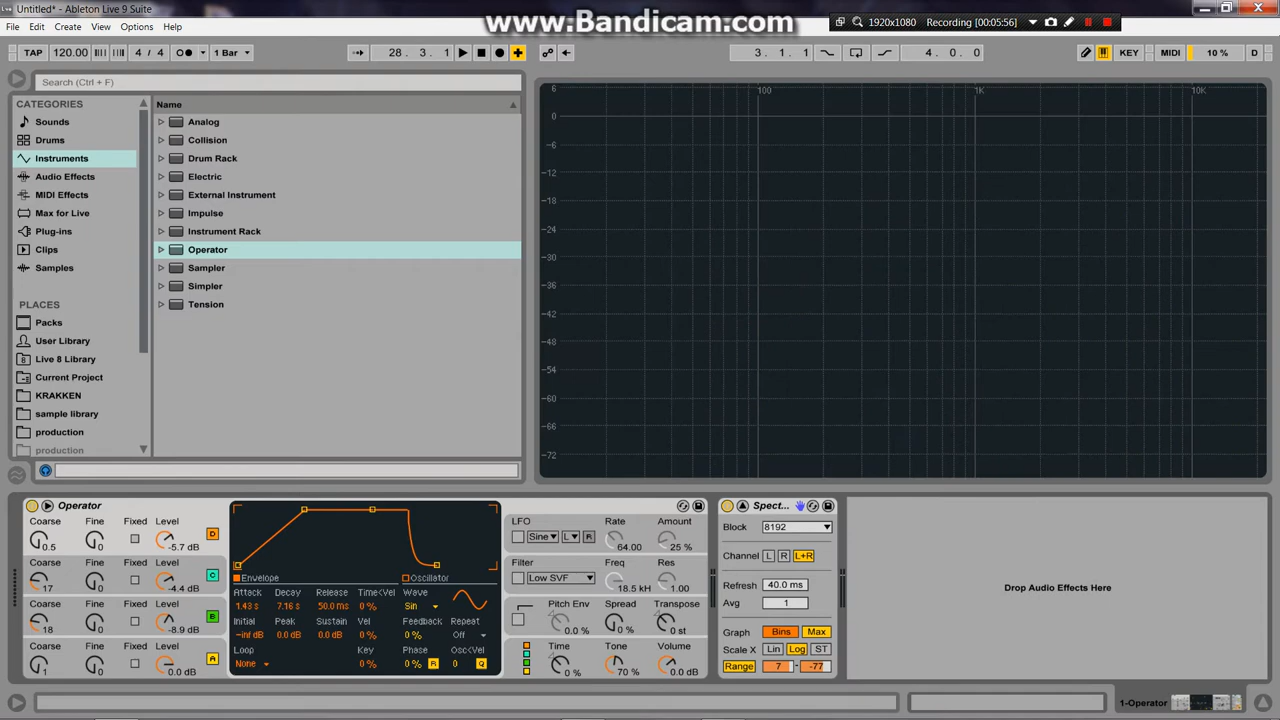 Untitled* - Ableton Live 9 Suite
www.Bandicam.com
1920x1080 Recording [00:05:56]
File Edit Create View Options Help
TAP 120.00 4 / 4 1 Bar 28. 3. 1 3. 1. 1 4. 0. 0 KEY MIDI 10 % D
Search (Ctrl + F)
CATEGORIES
Sounds
Drums
Instruments
Audio Effects
MIDI Effects
Max for Live
Plug-ins
Clips
Samples
PLACES
Packs
User Library
Live 8 Library
Current Project
KRAKKEN
sample library
production
production
Name
Analog
Collision
Drum Rack
Electric
External Instrument
Impulse
Instrument Rack
Operator
Sampler
Simpler
Tension
6 100 1K 10K
0
-6
-12
-18
-24
-30
-36
-42
-48
-54
-60
-66
-72
Operator
Coarse Fine Fixed Level D
0.5 0 -5.7 dB
Coarse Fine Fixed Level C
17 0 -4.4 dB
Coarse Fine Fixed Level B
18 0 -8.9 dB
Coarse Fine Fixed Level A
1 0 0.0 dB
Envelope Oscillator
Attack Decay Release Time<Vel Wave
1.43 s 7.16 s 50.0 ms 0 % Sin
Initial Peak Sustain Vel Feedback Repeat
-inf dB 0.0 dB 0.0 dB 0 % 0 % Off
Loop Key Phase Osc<Vel
None 0 % 0 % R 0 Q
LFO Rate Amount
Sine L R 64.00 25 %
Filter Freq Res
Low SVF 18.5 kH 1.00
Pitch Env Spread Transpose
0.0 % 0 % 0 st
Time Tone Volume
0 % 70 % 0.0 dB
Spect...
Block 8192
Channel L R L+R
Refresh 40.0 ms
Avg 1
Graph Bins Max
Scale X Lin Log ST
Range 7 - -77
Drop Audio Effects Here
1-Operator